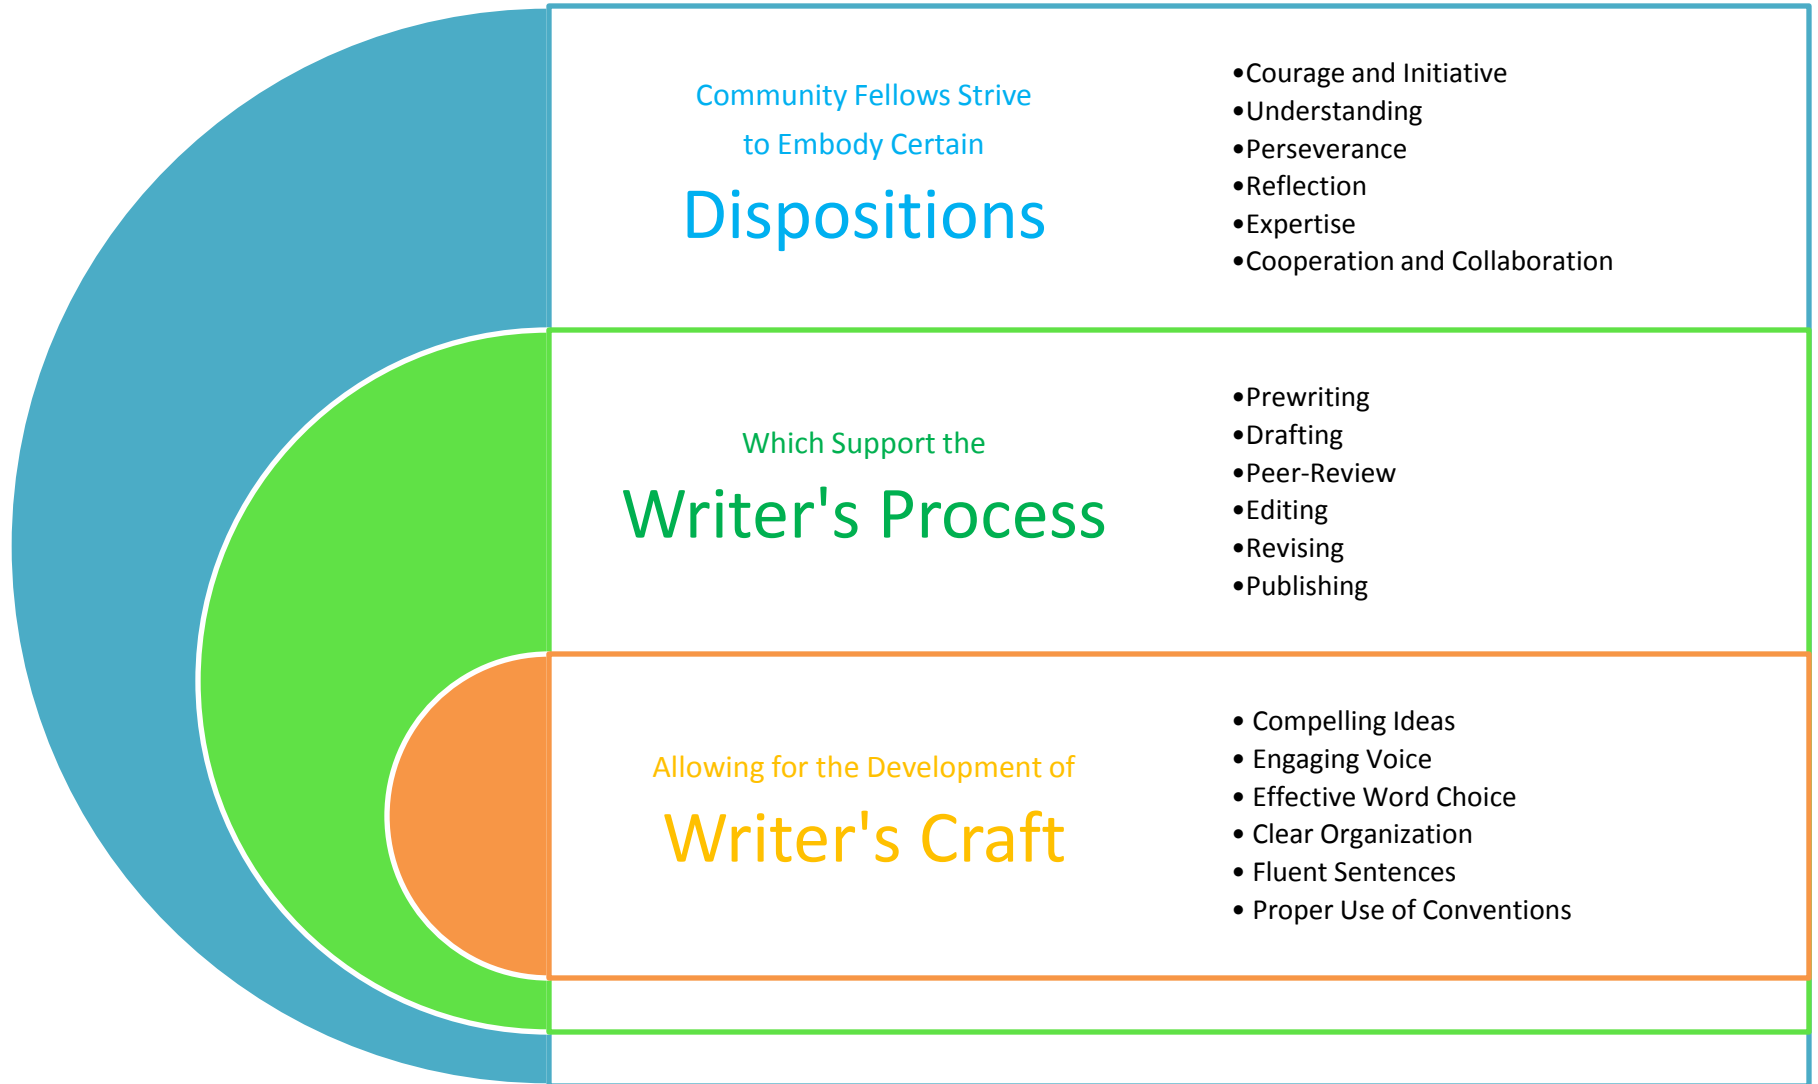 Community Fellows Strive
to Embody Certain
Dispositions
•Courage and Initiative
•Understanding
•Perseverance
•Reflection
•Expertise
•Cooperation and Collaboration
Which Support the
Writer's Process
•Prewriting
•Drafting
•Peer-Review
•Editing
•Revising
•Publishing
Allowing for the Development of
Writer's Craft
• Compelling Ideas
• Engaging Voice
• Effective Word Choice
• Clear Organization
• Fluent Sentences
• Proper Use of Conventions